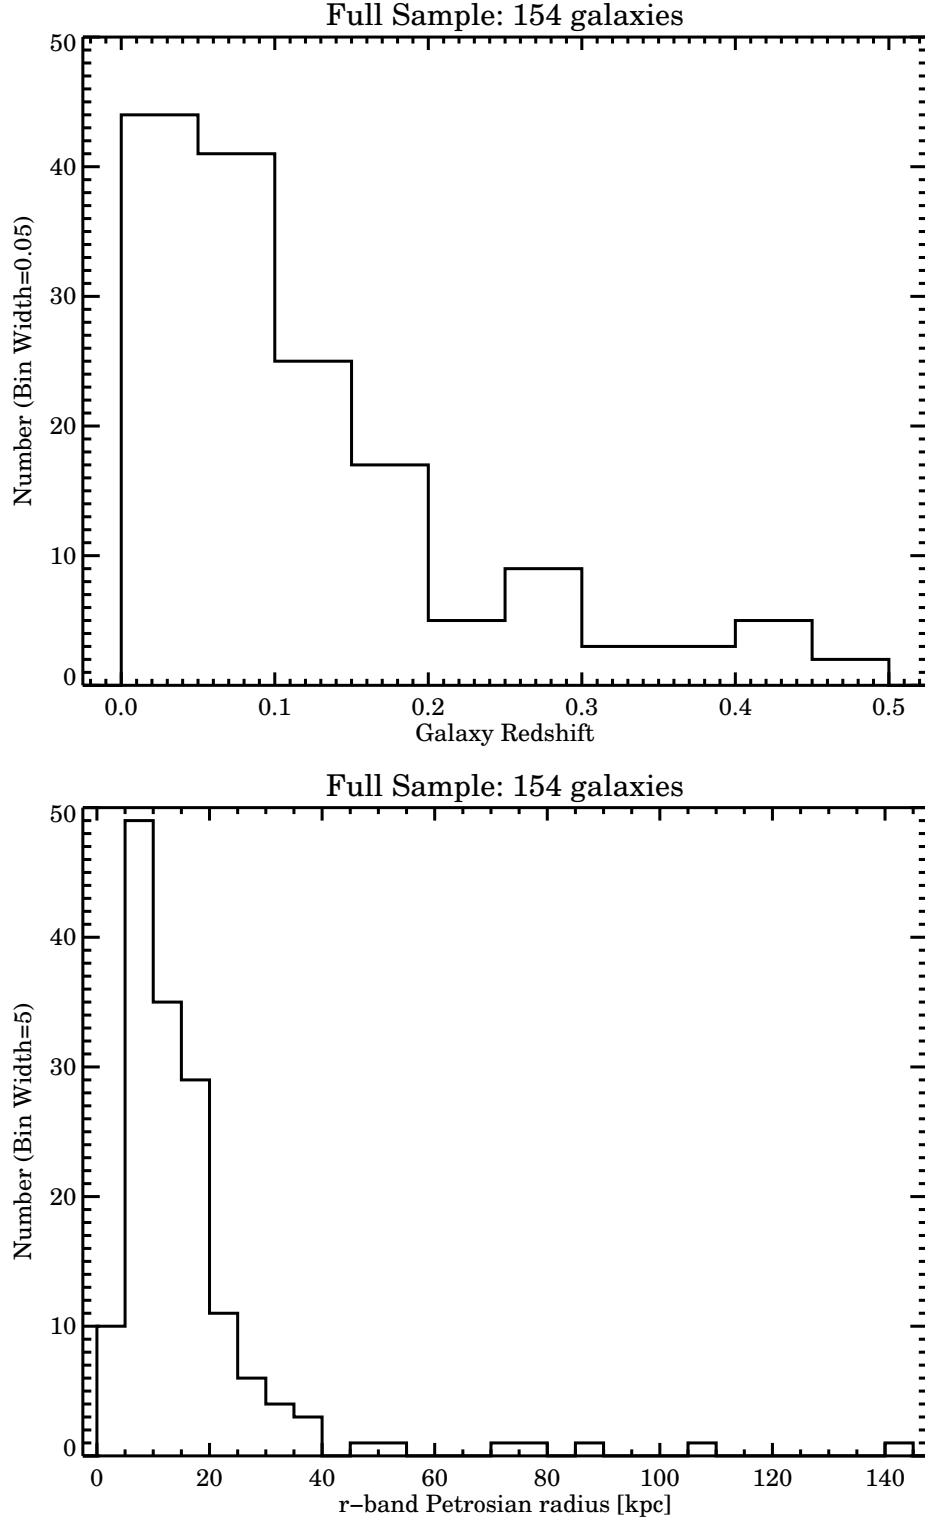 Full Sample: 154 galaxies
50
40
30
20
10
0
Number (Bin Width=0.05)
0.0 0.1 0.2 0.3 0.4 0.5
Galaxy Redshift
Full Sample: 154 galaxies
50
40
30
20
10
0
Number (Bin Width=5)
0 20 40 60 80 100 120 140
r−band Petrosian radius [kpc]